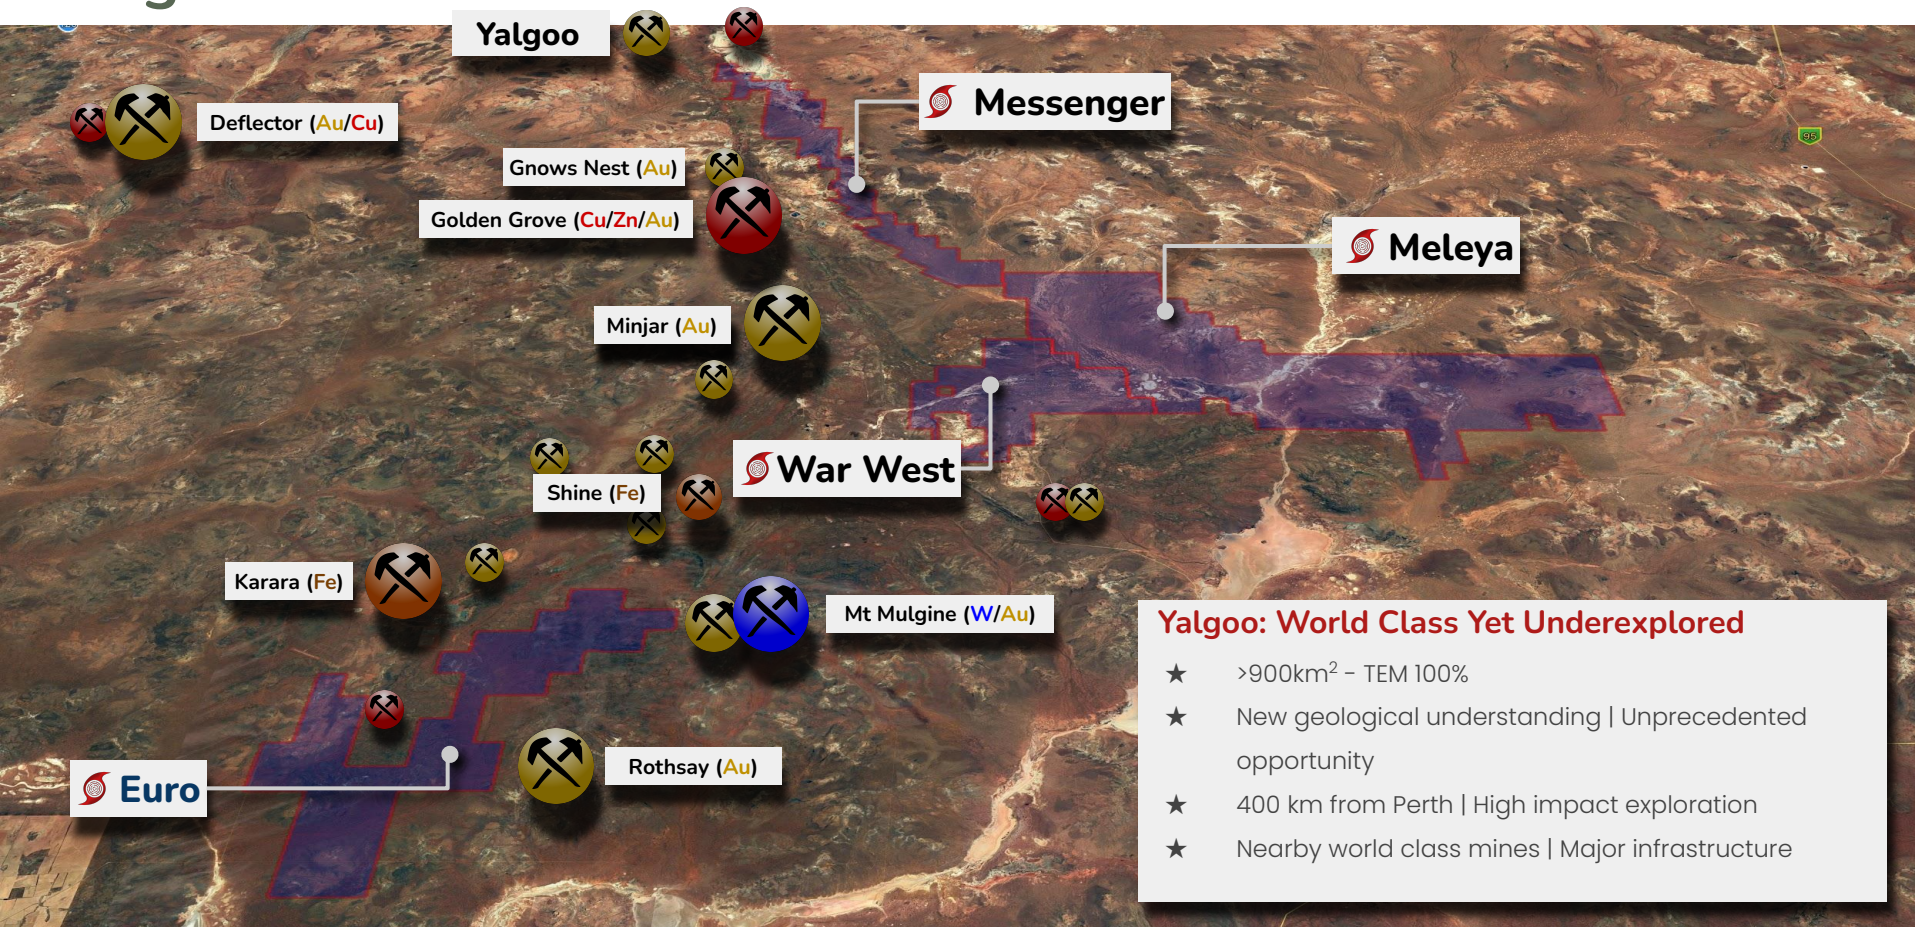 Yalgoo
Messenger
Deflector (Au/Cu)
95
Gnows Nest (Au)
Golden Grove (Cu/Zn/Au)
Meleya
Minjar (Au)
War West
Shine (Fe)
Karara (Fe)
Mt Mulgine (W/Au)
Rothsay (Au)
Euro
Yalgoo: World Class Yet Underexplored
★ >900km² - TEM 100%
★ New geological understanding | Unprecedented
opportunity
★ 400 km from Perth | High impact exploration
★ Nearby world class mines | Major infrastructure